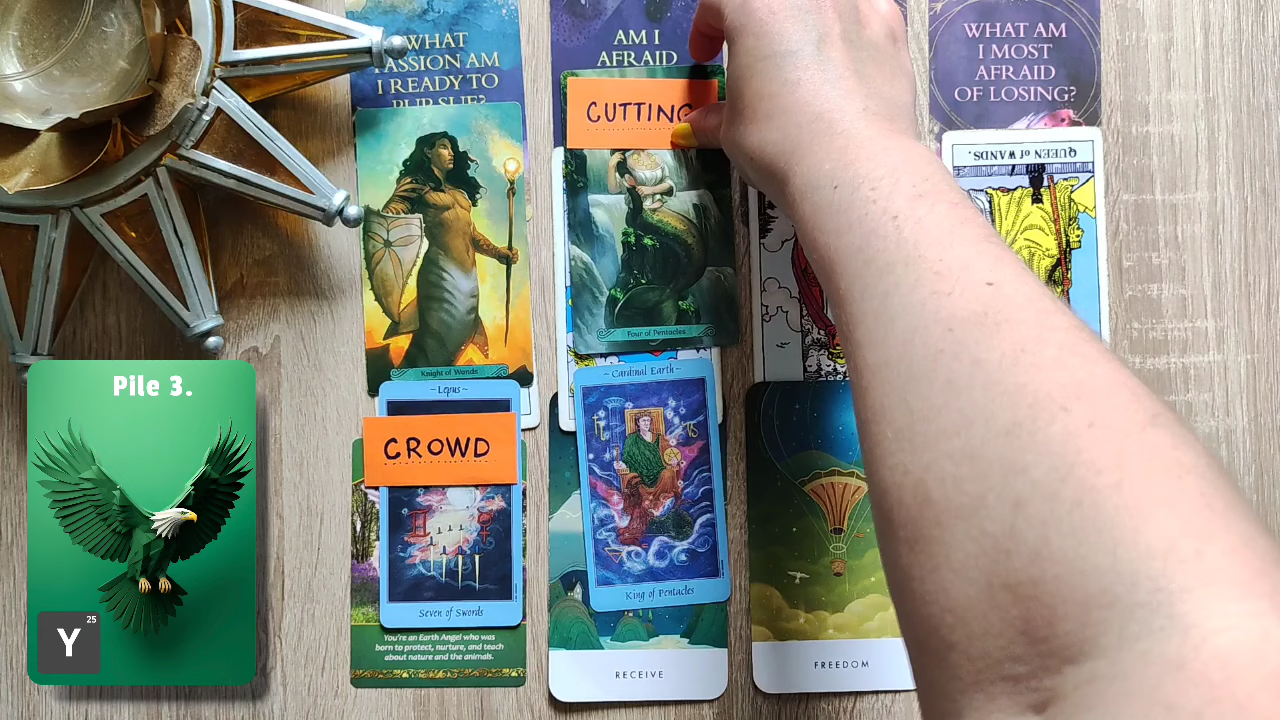 WHAT
PASSION AM
I READY TO
PURSUE?
AM I
AFRAID
WHAT AM
I MOST
AFRAID
OF LOSING?
CUTTING
QUEEN of WANDS.
Four of Pentacles
Knight of Wands
~ Lepus ~
CROWD
Seven of Swords
You're an Earth Angel who was
born to protect, nurture, and teach
about nature and the animals.
~ Cardinal Earth ~
King of Pentacles
RECEIVE
FREEDOM
Pile 3.
Y
25